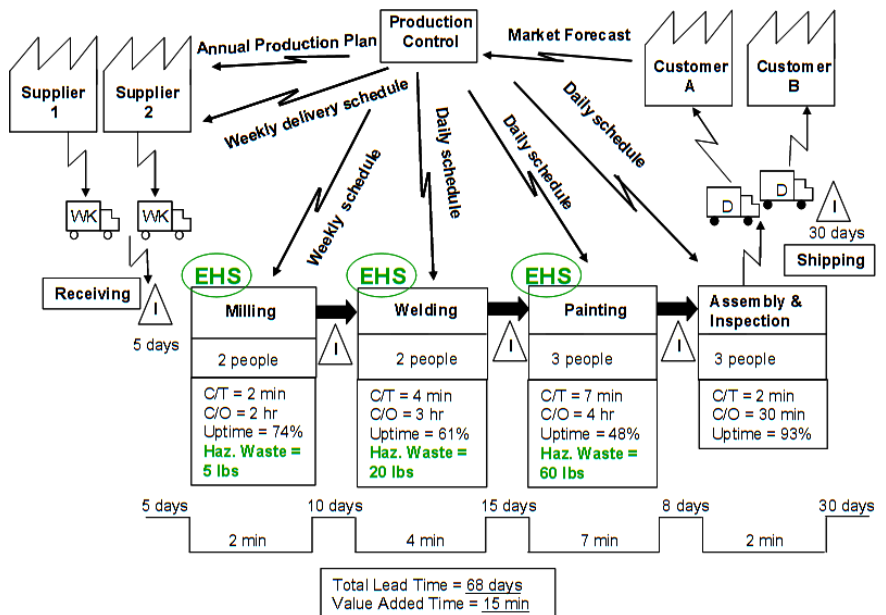 Production
Control
Annual Production Plan
Market Forecast
Supplier
1
Supplier
2
Customer
A
Customer
B
Weekly delivery schedule
Weekly schedule
Daily schedule
Daily schedule
Daily schedule
WK
WK
D
D
I
30 days
Shipping
Receiving
I
5 days
EHS
EHS
EHS
Milling
2 people
C/T = 2 min
C/O = 2 hr
Uptime = 74%
Haz. Waste =
5 lbs
I
Welding
2 people
C/T = 4 min
C/O = 3 hr
Uptime = 61%
Haz. Waste =
20 lbs
I
Painting
3 people
C/T = 7 min
C/O = 4 hr
Uptime = 48%
Haz. Waste =
60 lbs
I
Assembly &
Inspection
3 people
C/T = 2 min
C/O = 30 min
Uptime = 93%
5 days
10 days
15 days
8 days
30 days
2 min
4 min
7 min
2 min
Total Lead Time = 68 days
Value Added Time = 15 min